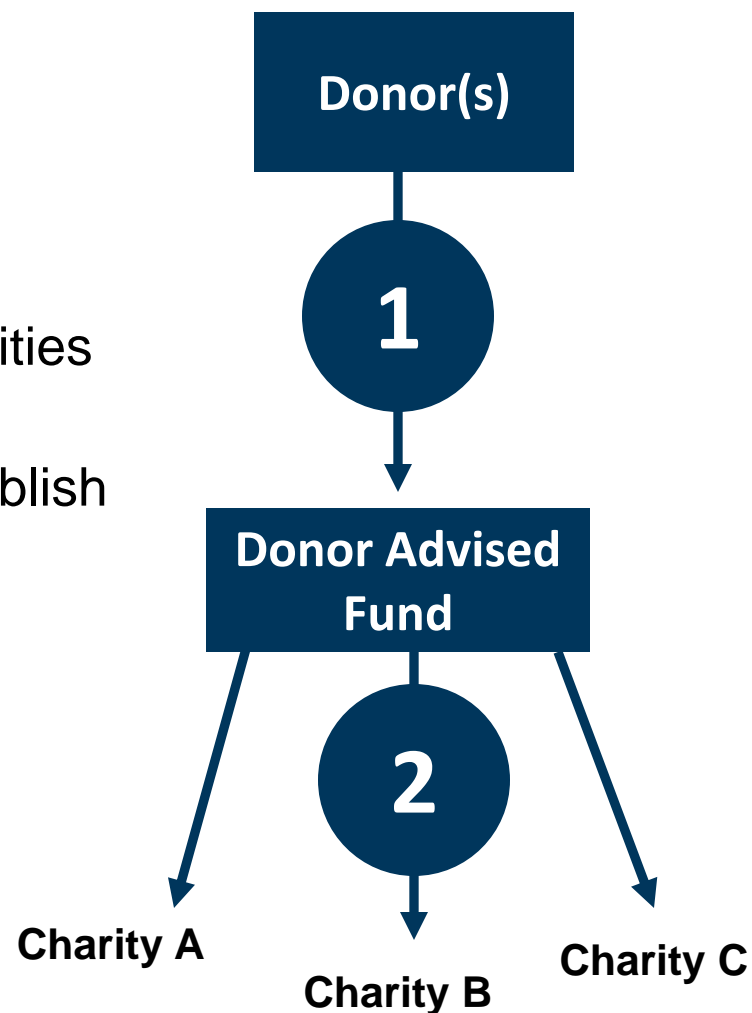 Donor(s)
1
ities
blish
Donor Advised
Fund
2
Charity A
Charity B
Charity C